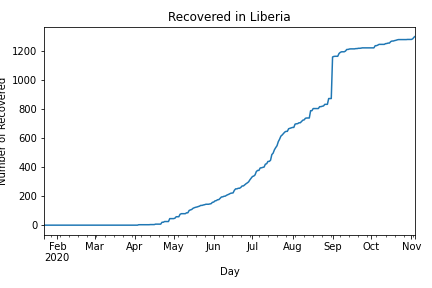 Recovered in Liberia
Number of Recovered
1200
1000
800
600
400
200
0
Feb Mar Apr May Jun Jul Aug Sep Oct Nov
2020
Day